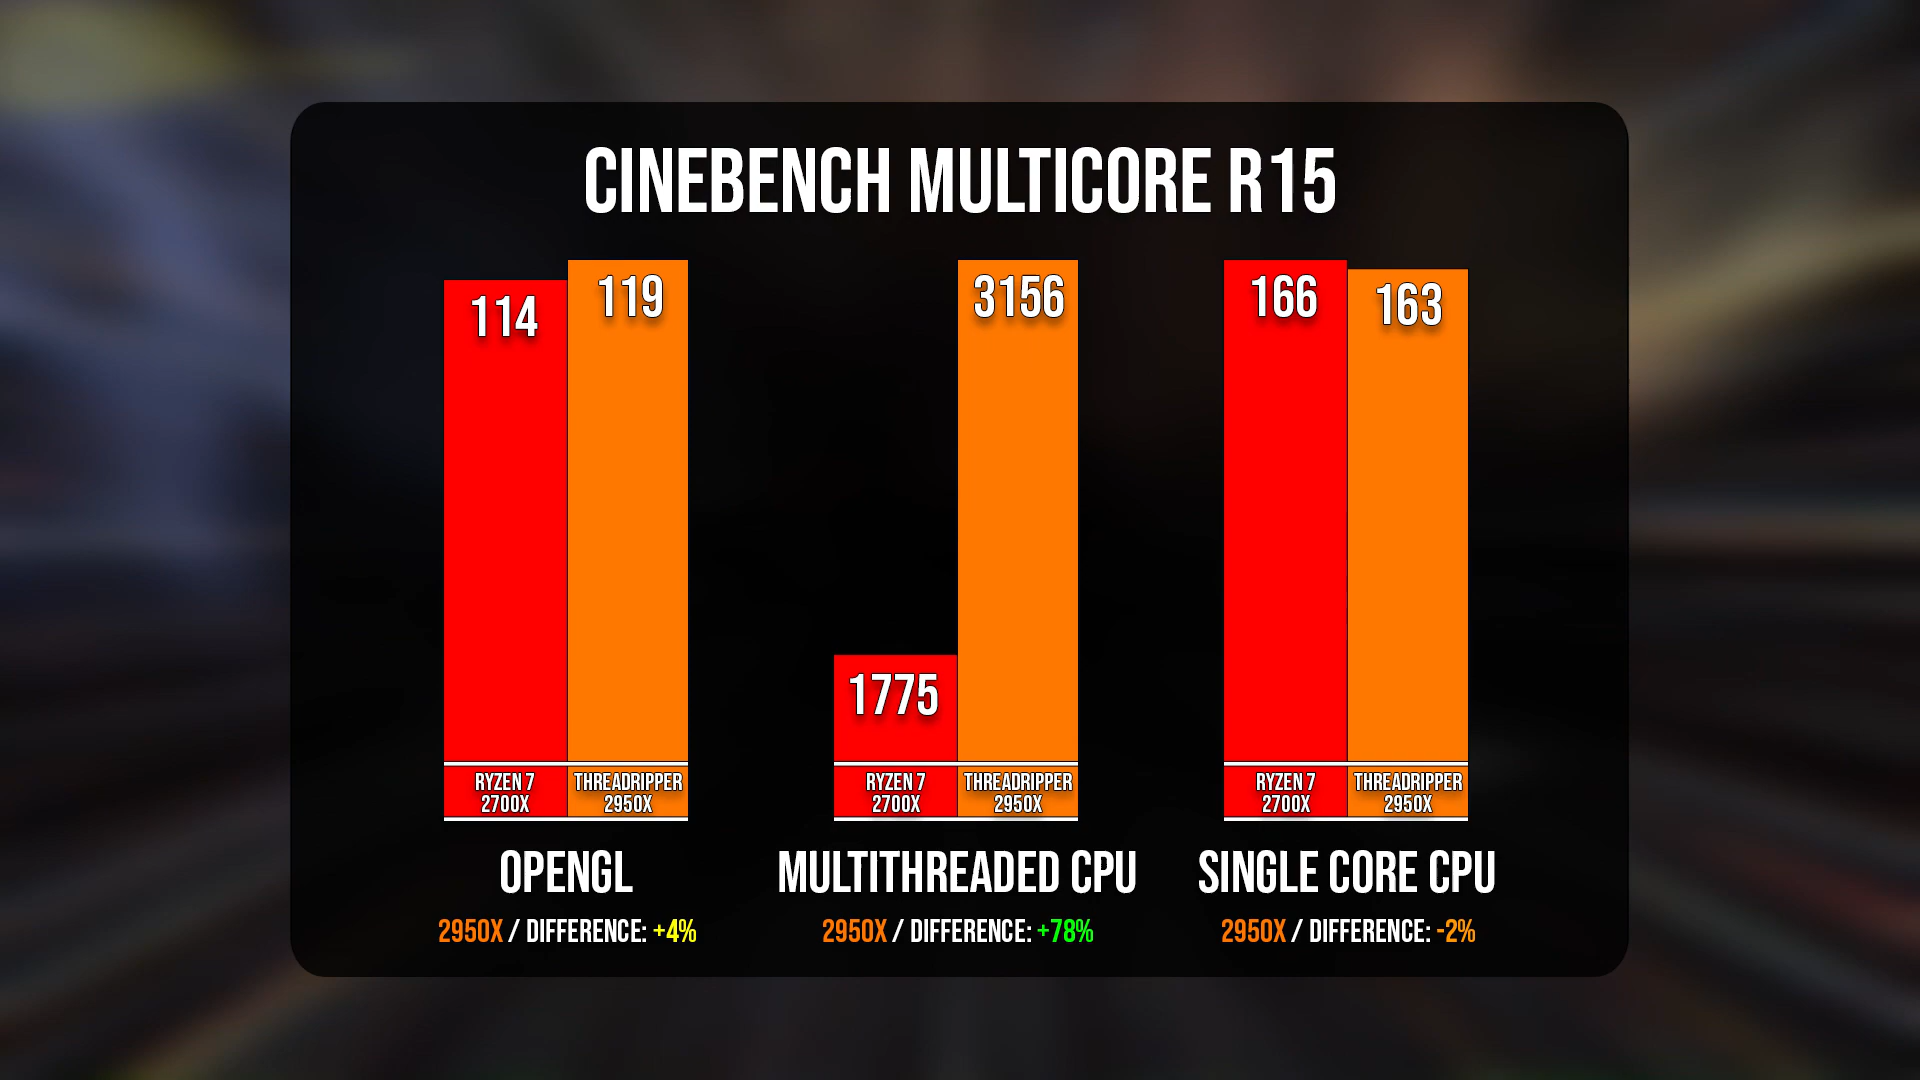 CINEBENCH MULTICORE R15
114
119
RYZEN 7
2700X
THREADRIPPER
2950X
OPENGL
2950X / DIFFERENCE: +4%
1775
3156
RYZEN 7
2700X
THREADRIPPER
2950X
MULTITHREADED CPU
2950X / DIFFERENCE: +78%
166
163
RYZEN 7
2700X
THREADRIPPER
2950X
SINGLE CORE CPU
2950X / DIFFERENCE: -2%